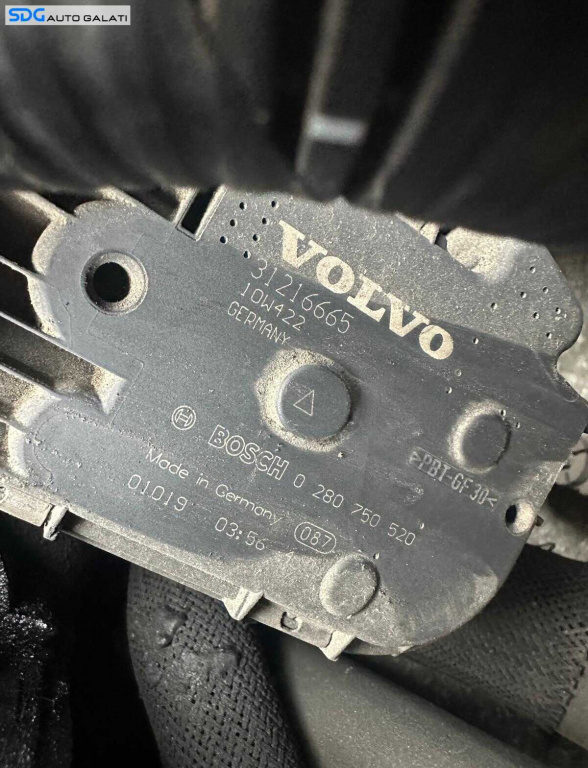 SDG AUTO GALATI
VOLVO
31216665
10W422
GERMANY
BOSCH 0 280 750 520
>PBT-GF30<
Made in Germany
01019 03:56 087